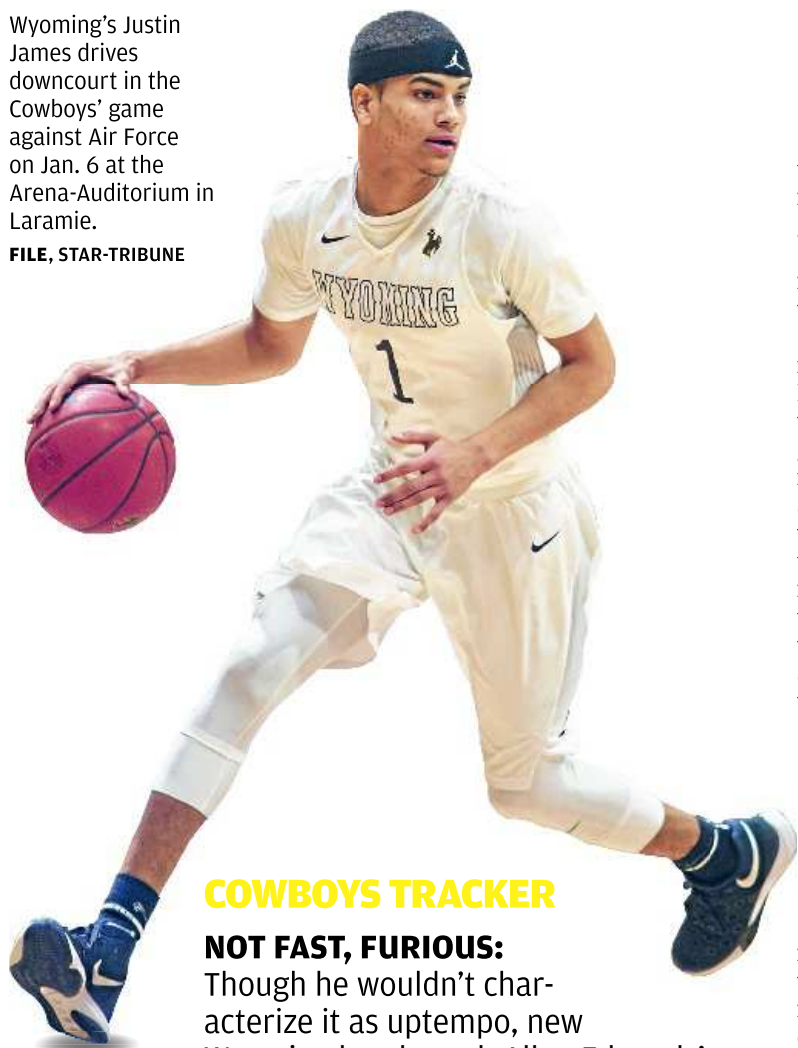 Wyoming’s Justin
James drives
downcourt in the
Cowboys’ game
against Air Force
on Jan. 6 at the
Arena-Auditorium in
Laramie.
FILE, STAR-TRIBUNE
WYOMING
1
COWBOYS TRACKER
NOT FAST, FURIOUS:
Though he wouldn’t char-
acterize it as uptempo, new